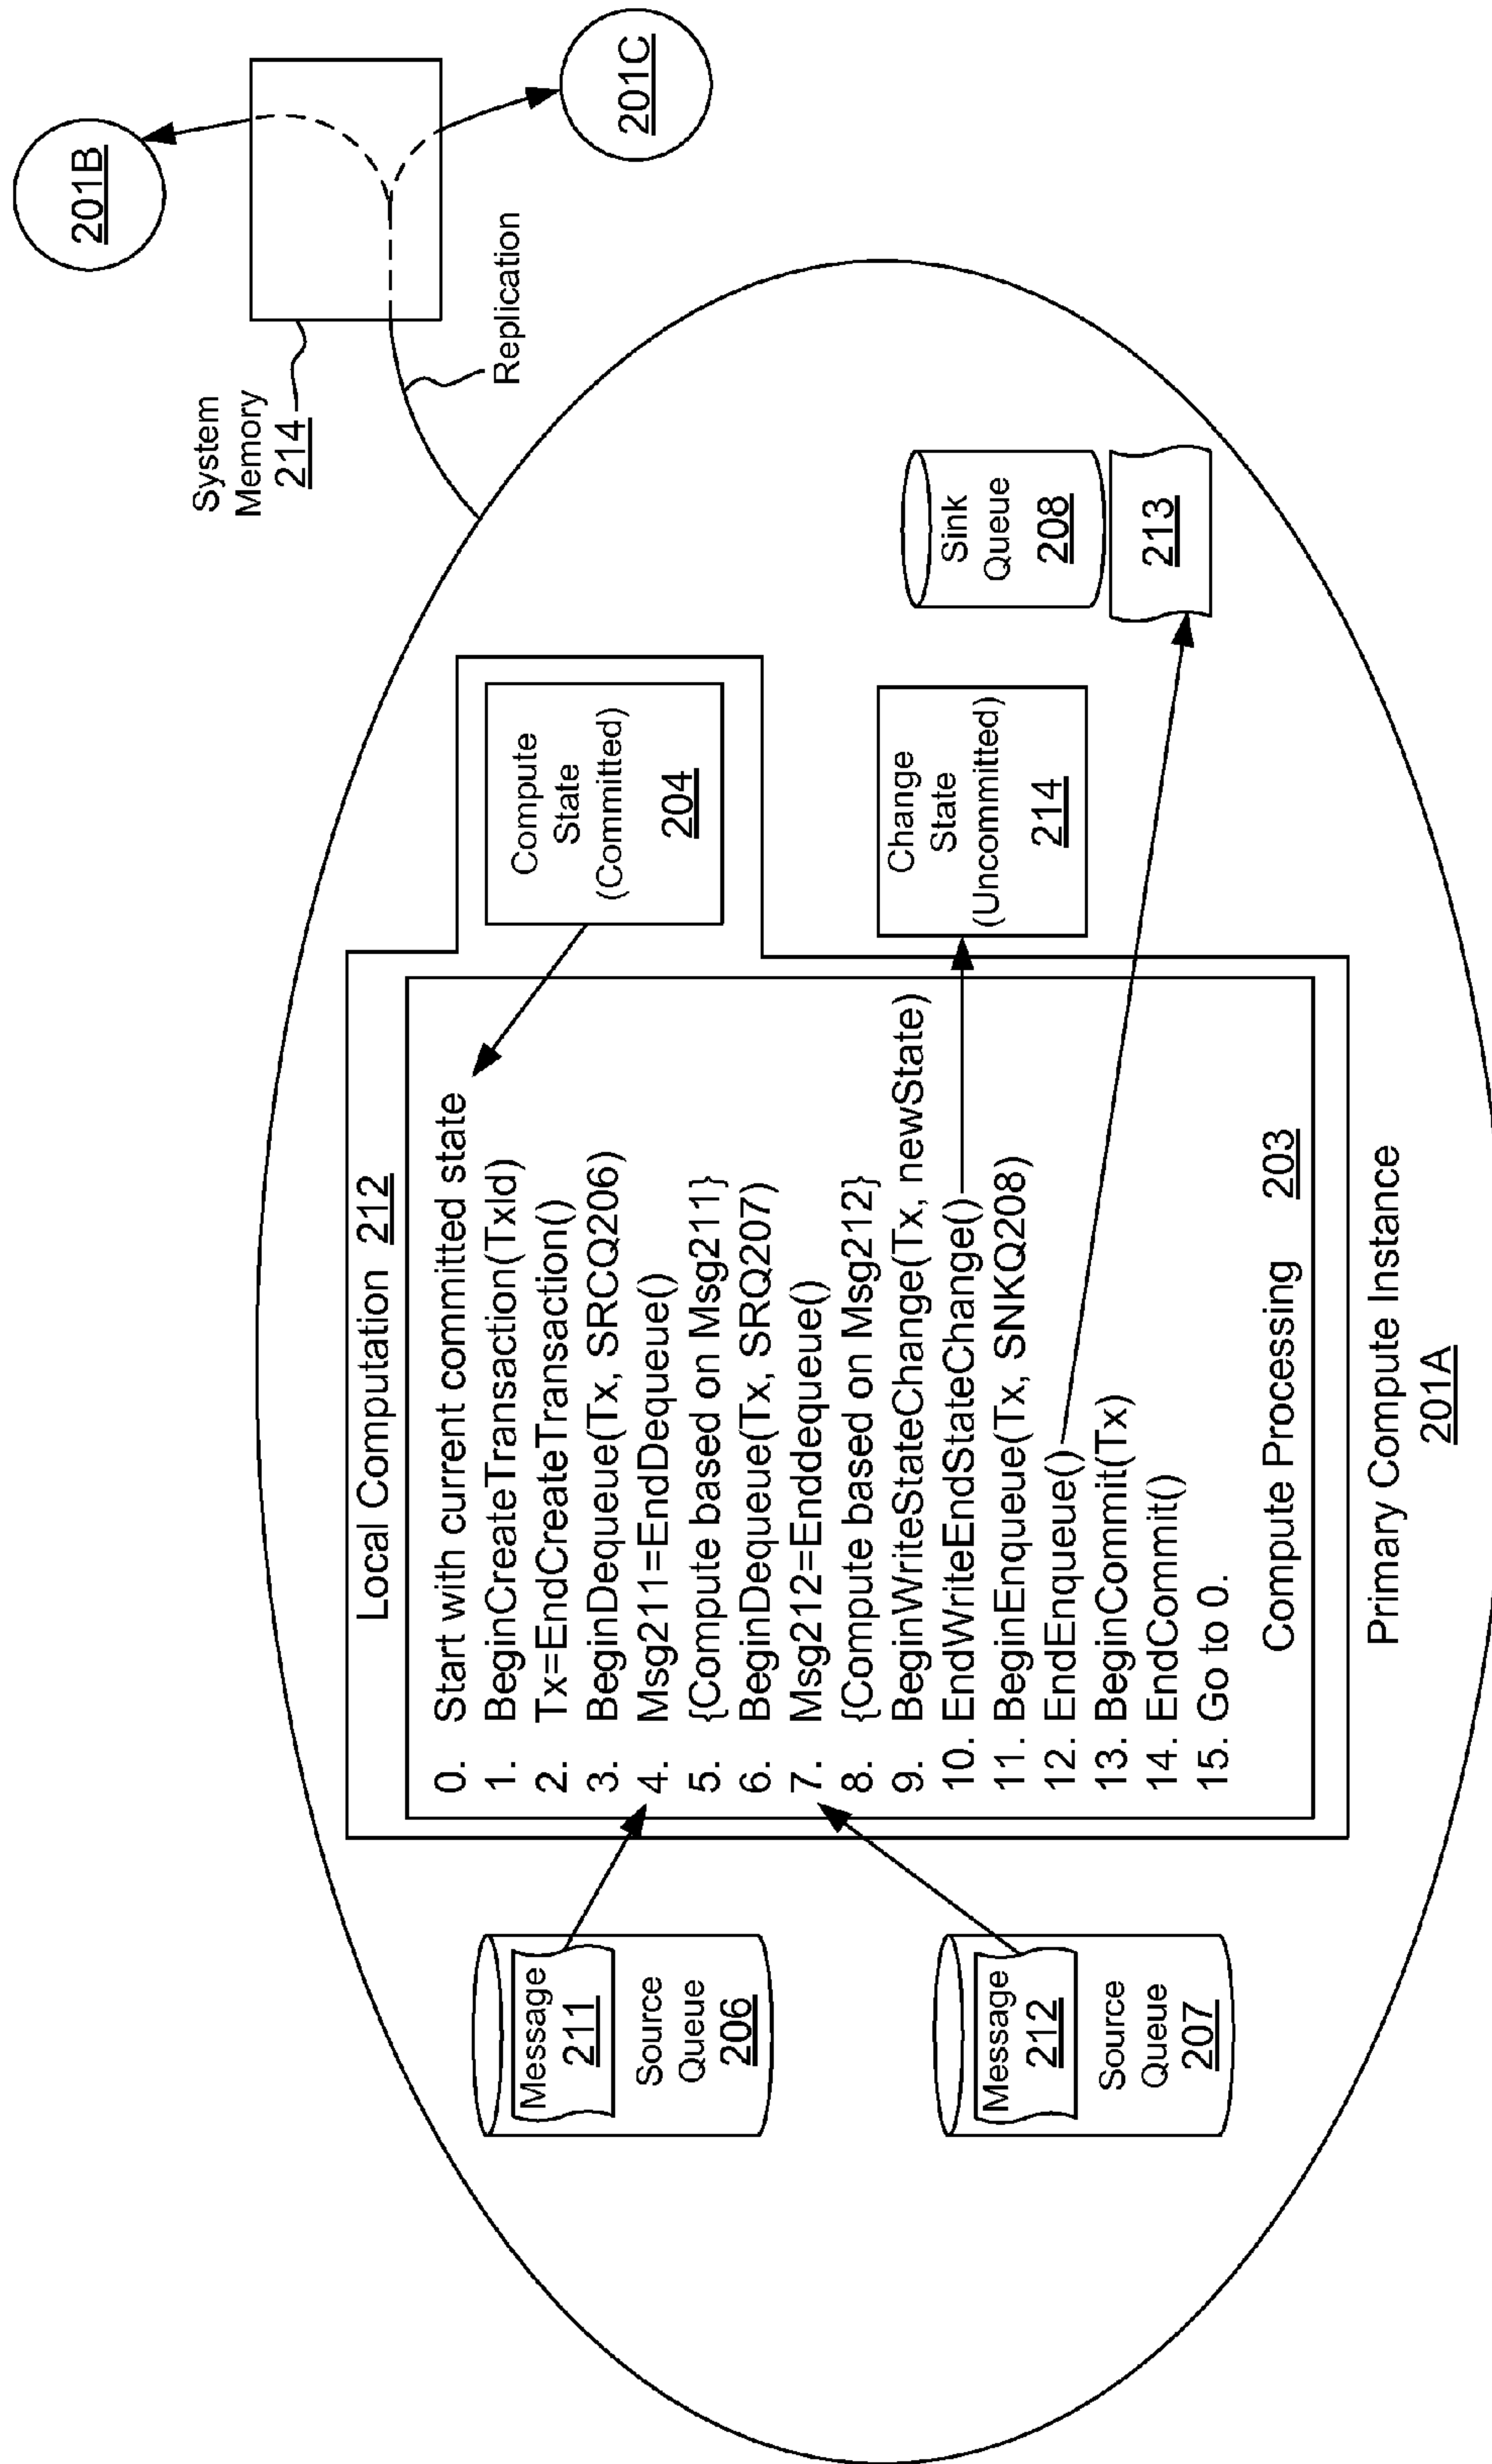 201B
201C
System
Memory
214
Replication
Local Computation 212
0. Start with current committed state
1. BeginCreateTransaction(TxId)
2. Tx=EndCreateTransaction()
3. BeginDequeue(Tx, SRCQ206)
4. Msg211=EndDequeue()
5. {Compute based on Msg211}
6. BeginDequeue(Tx, SRQ207)
7. Msg212=Enddequeue()
8. {Compute based on Msg212}
9. BeginWriteStateChange(Tx, newState)
10. EndWriteEndStateChange()
11. BeginEnqueue(Tx, SNKQ208)
12. EndEnqueue()
13. BeginCommit(Tx)
14. EndCommit()
15. Go to 0.
Compute Processing 203
Message
211
Source
Queue
206
Message
212
Source
Queue
207
Compute
State
(Committed)
204
Change
State
(Uncommitted)
214
Sink
Queue
208
213
Primary Compute Instance
201A